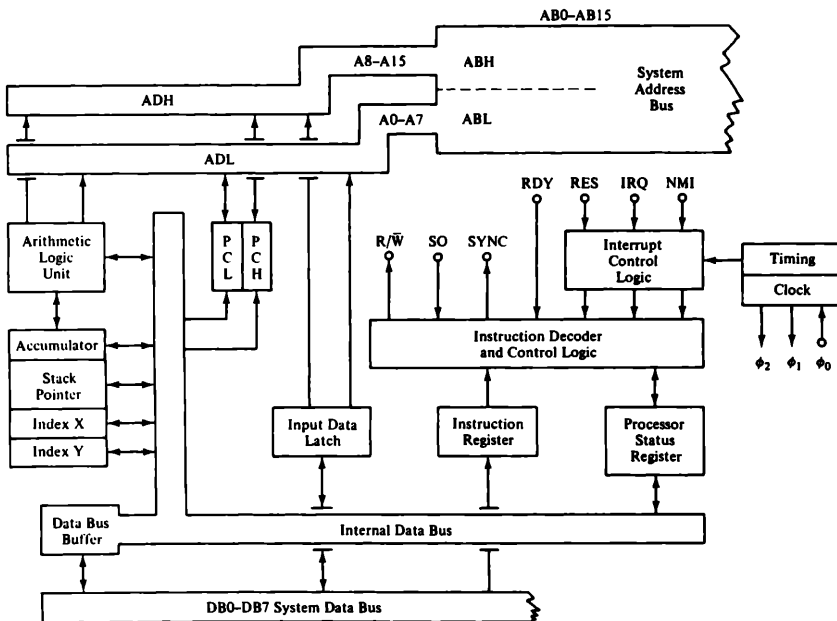 AB0–AB15
A8–A15
ABH
System
Address
Bus
ADH
A0–A7
ABL
ADL
RDY
RES
IRQ
NMI
R/W̅
SO
SYNC
P
C
L
P
C
H
Arithmetic
Logic
Unit
Interrupt
Control
Logic
Timing
Clock
Instruction Decoder
and Control Logic
ϕ2
ϕ1
ϕ0
Accumulator
Stack
Pointer
Index X
Index Y
Input Data
Latch
Instruction
Register
Processor
Status
Register
Data Bus
Buffer
Internal Data Bus
DB0–DB7 System Data Bus